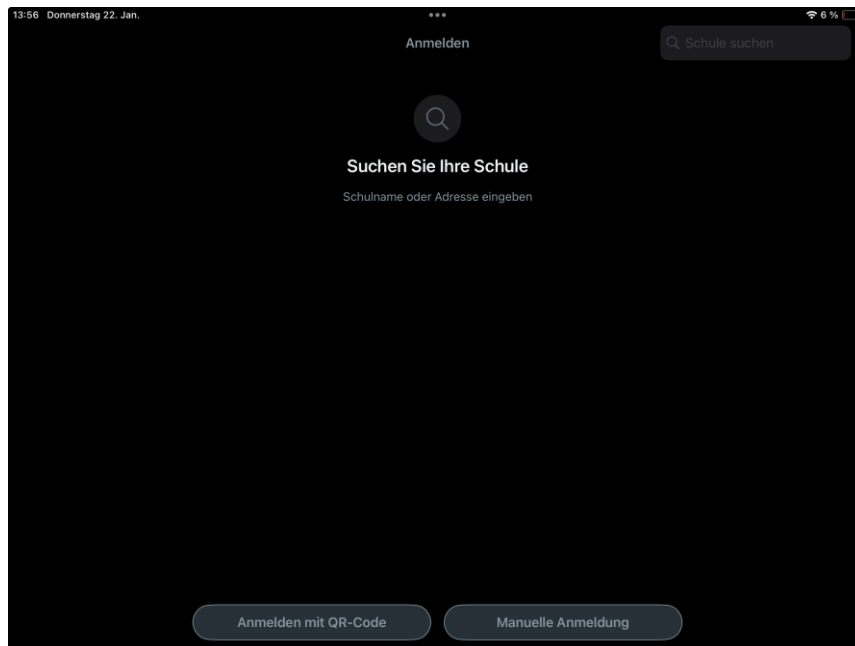 13:56 Donnerstag 22. Jan.
6 %
Anmelden
Schule suchen
Suchen Sie Ihre Schule
Schulname oder Adresse eingeben
Anmelden mit QR-Code
Manuelle Anmeldung